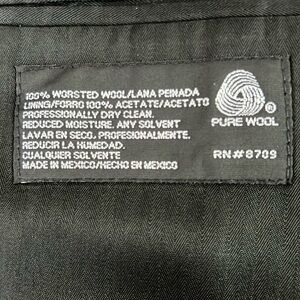 100% WORSTED WOOL/LANA PEINADA
LINING/FORRO 100% ACETATE/ACETATO
PROFESSIONALLY DRY CLEAN.
REDUCED MOISTURE. ANY SOLVENT
LAVAR EN SECO. PROFESIONALMENTE.
REDUCIR LA HUMEDAD.
CUALQUIER SOLVENTE
MADE IN MEXICO/HECHO EN MEXICO
®
PURE WOOL
RN#8709